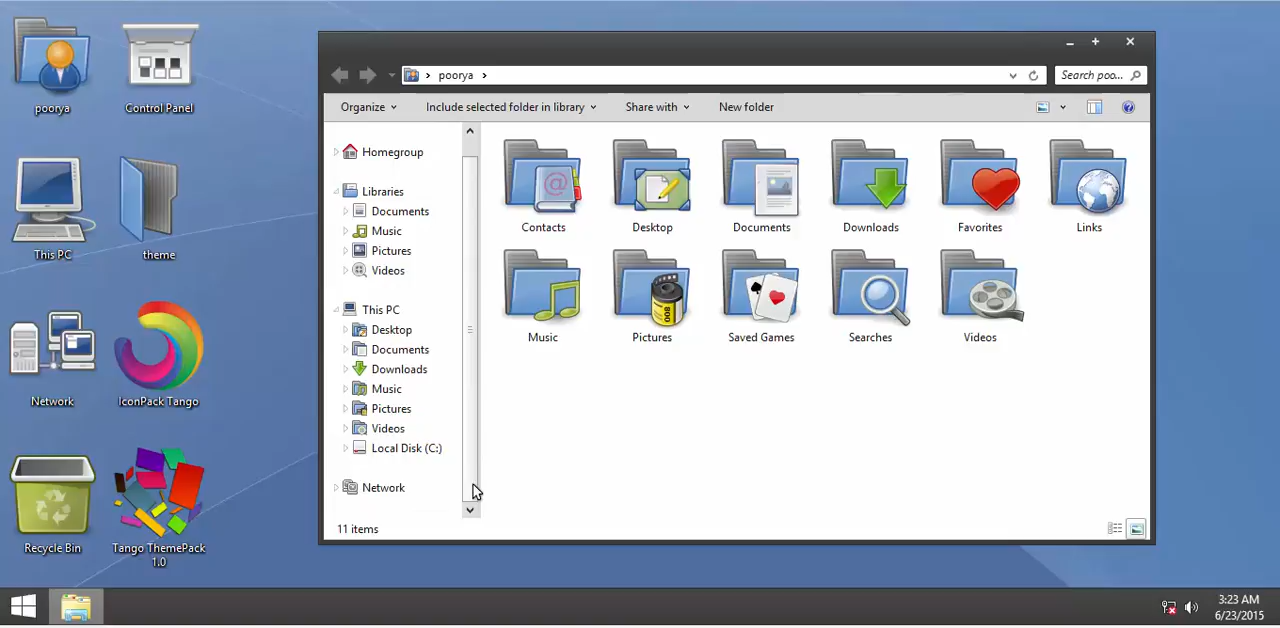 poorya
Control Panel
This PC
theme
Network
IconPack Tango
Recycle Bin
Tango ThemePack
1.0
poorya
Search poo...
Organize
Include selected folder in library
Share with
New folder
Homegroup
Libraries
Documents
Music
Pictures
Videos
This PC
Desktop
Documents
Downloads
Music
Pictures
Videos
Local Disk (C:)
Network
Contacts
Desktop
Documents
Downloads
Favorites
Links
Music
Pictures
Saved Games
Searches
Videos
11 items
3:23 AM
6/23/2015